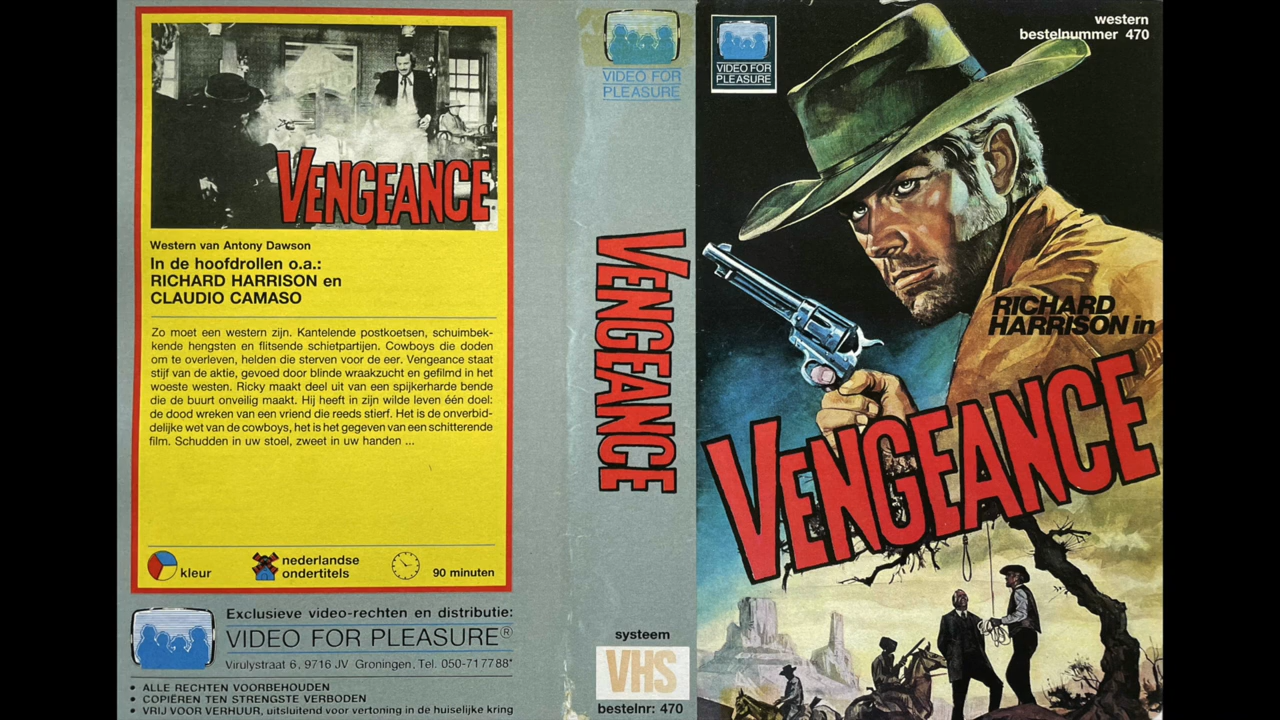 VENGEANCE
Western van Antony Dawson
In de hoofdrollen o.a.:
RICHARD HARRISON en
CLAUDIO CAMASO
Zo moet een western zijn. Kantelende postkoetsen, schuimbek-
kende hengsten en flitsende schietpartijen. Cowboys die doden
om te overleven, helden die sterven voor de eer. Vengeance staat
stijf van de aktie, gevoed door blinde wraakzucht en gefilmd in het
woeste westen. Ricky maakt deel uit van een spijkerharde bende
die de buurt onveilig maakt. Hij heeft in zijn wilde leven één doel:
de dood wreken van een vriend die reeds stierf. Het is de onverbid-
delijke wet van de cowboys, het is het gegeven van een schitterende
film. Schudden in uw stoel, zweet in uw handen ...
kleur
nederlandse
ondertitels
90 minuten
Exclusieve video-rechten en distributie:
VIDEO FOR PLEASURE®
Virulystraat 6, 9716 JV Groningen. Tel. 050-717788*
• ALLE RECHTEN VOORBEHOUDEN
• COPIËREN TEN STRENGSTE VERBODEN
• VRIJ VOOR VERHUUR, uitsluitend voor vertoning in de huiselijke kring
VIDEO FOR
PLEASURE
VENGEANCE
systeem
VHS
bestelnr: 470
VIDEO FOR
PLEASURE
western
bestelnummer 470
RICHARD
HARRISON in
VENGEANCE